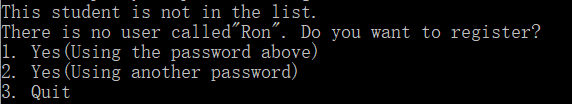 This student is not in the list.
There is no user called"Ron". Do you want to register?
1. Yes(Using the password above)
2. Yes(Using another password)
3. Quit